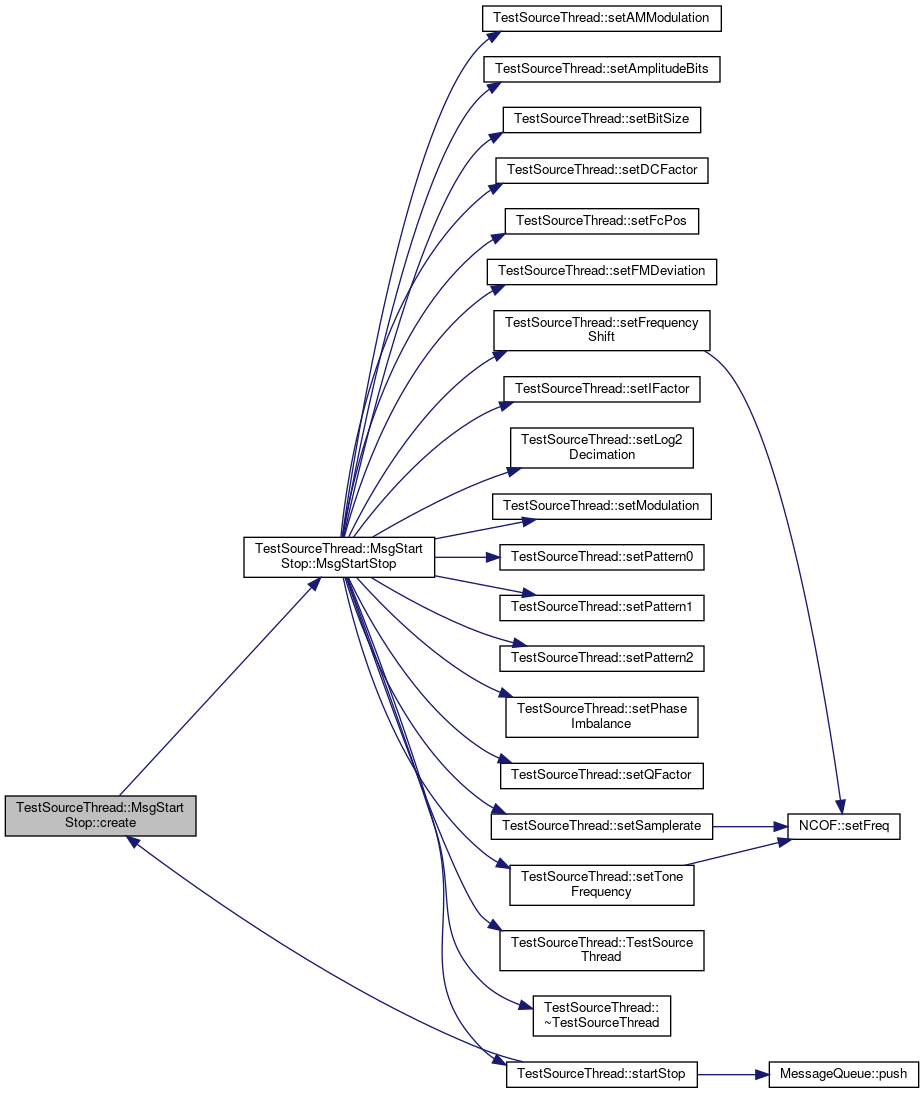 TestSourceThread::setAMModulation
TestSourceThread::setAmplitudeBits
TestSourceThread::setBitSize
TestSourceThread::setDCFactor
TestSourceThread::setFcPos
TestSourceThread::setFMDeviation
TestSourceThread::setFrequency
Shift
TestSourceThread::setIFactor
TestSourceThread::setLog2
Decimation
TestSourceThread::setModulation
TestSourceThread::MsgStart
Stop::MsgStartStop
TestSourceThread::setPattern0
TestSourceThread::setPattern1
TestSourceThread::setPattern2
TestSourceThread::setPhase
Imbalance
TestSourceThread::setQFactor
TestSourceThread::MsgStart
Stop::create
TestSourceThread::setSamplerate
NCOF::setFreq
TestSourceThread::setTone
Frequency
TestSourceThread::TestSource
Thread
TestSourceThread::
~TestSourceThread
TestSourceThread::startStop
MessageQueue::push